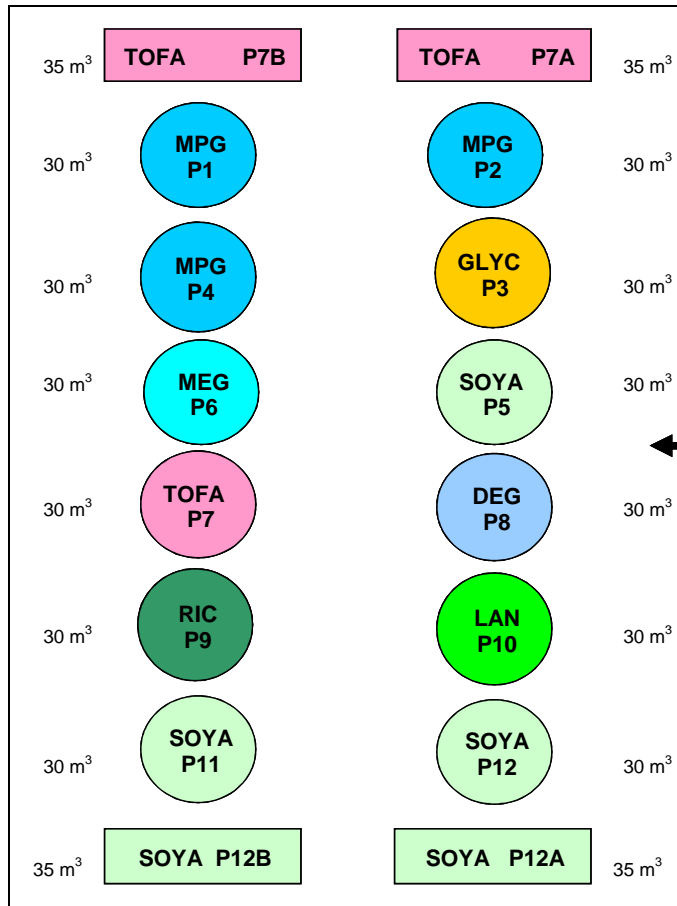 35 m³ TOFA P7B TOFA P7A 35 m³
MPG MPG
30 m³ P1 P2 30 m³
MPG GLYC
30 m³ P4 P3 30 m³
30 m³ MEG SOYA 30 m³
P6 P5
TOFA DEG
30 m³ P7 P8 30 m³
RIC LAN
30 m³ P9 P10 30 m³
SOYA SOYA
30 m³ P11 P12 30 m³
35 m³ SOYA P12B SOYA P12A 35 m³